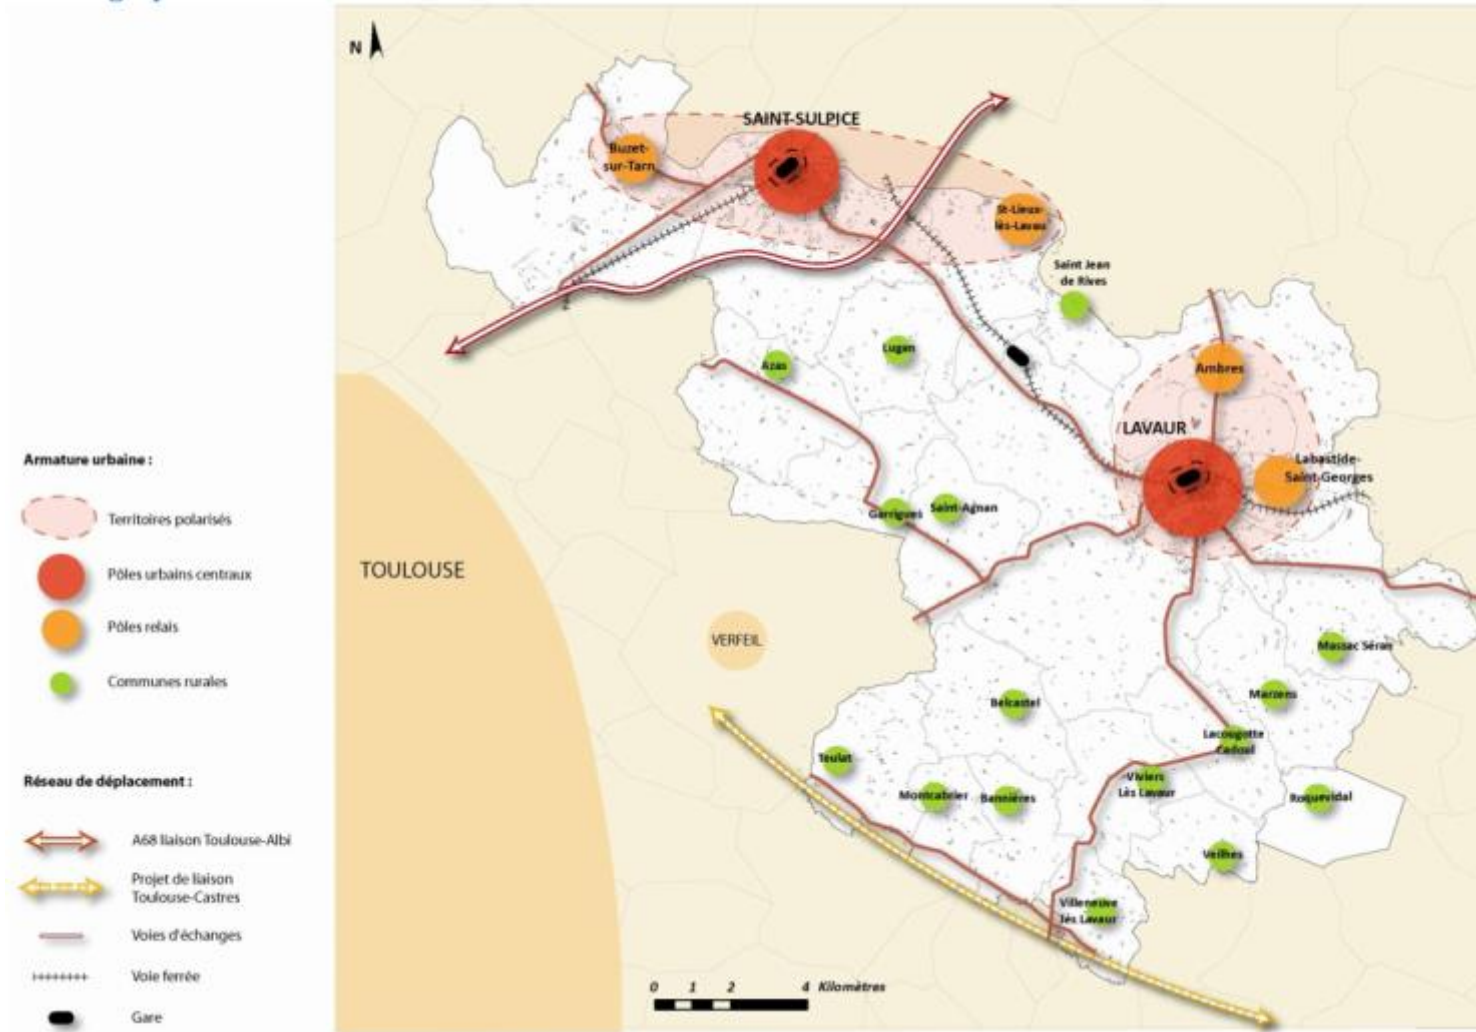 N
SAINT-SULPICE
Buzet-
sur-Tarn
St-Lieux-
lès-Lavau
Saint Jean
de Rives
Lugan
Azas
Ambres
LAVAUR
Labastide-
Saint-Georges
Garrigues
Saint-Agnan
TOULOUSE
VERFEIL
Massac Séran
Marzens
Belcastel
Lacougotte
Cadoul
Teulat
Viviers
Lès Lavaur
Montcabrier
Bannières
Roquevidal
Veilhes
Villeneuve
lès Lavaur
0 1 2 4 Kilomètres
Armature urbaine :
Territoires polarisés
Pôles urbains centraux
Pôles relais
Communes rurales
Réseau de déplacement :
A68 liaison Toulouse-Albi
Projet de liaison
Toulouse-Castres
Voies d'échanges
Voie ferrée
Gare